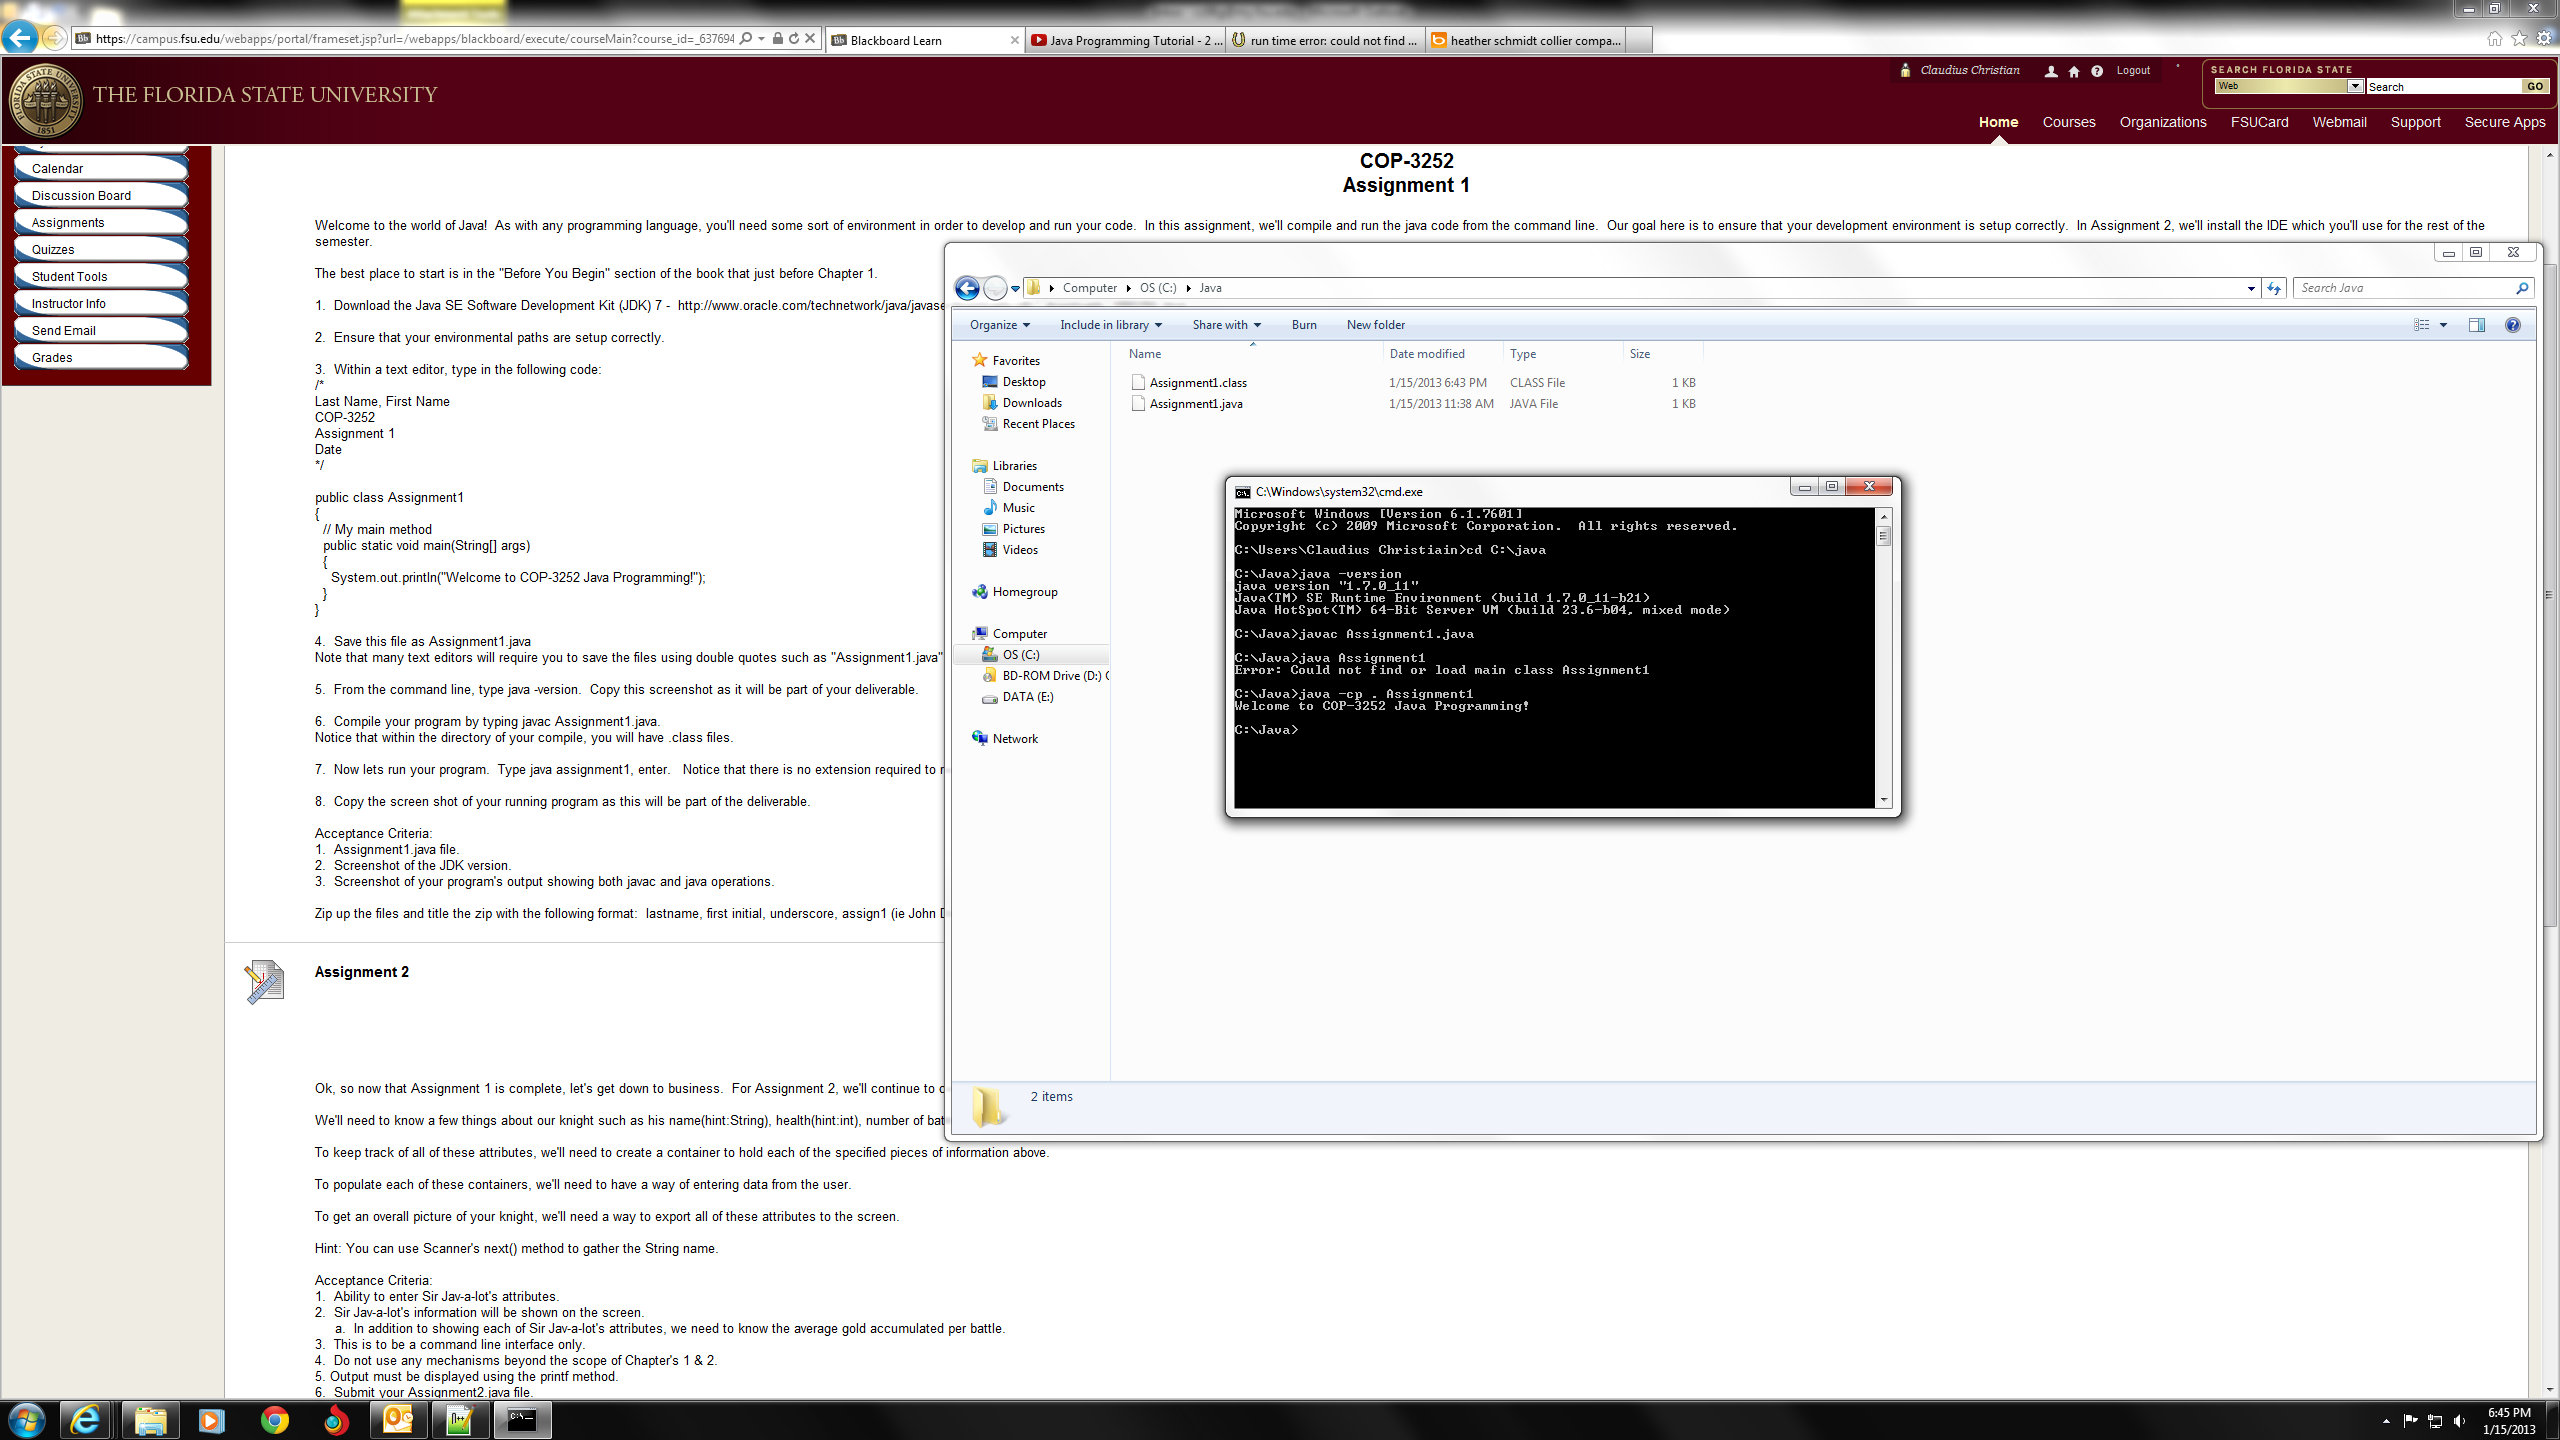 https://campus.fsu.edu/webapps/portal/frameset.jsp?url=/webapps/blackboard/execute/courseMain?course_id=_637694
Blackboard Learn
Java Programming Tutorial - 2 ...
run time error: could not find ...
heather schmidt collier compa...
THE FLORIDA STATE UNIVERSITY
Claudius Christian
Logout
SEARCH FLORIDA STATE
Web
Search
GO
Home
Courses
Organizations
FSUCard
Webmail
Support
Secure Apps
Calendar
Discussion Board
Assignments
Quizzes
Student Tools
Instructor Info
Send Email
Grades
COP-3252
Assignment 1
Welcome to the world of Java!  As with any programming language, you'll need some sort of environment in order to develop and run your code.  In this assignment, we'll compile and run the java code from the command line.  Our goal here is to ensure that your development environment is setup correctly.  In Assignment 2, we'll install the IDE which you'll use for the rest of the
semester.
The best place to start is in the "Before You Begin" section of the book that just before Chapter 1.
1.  Download the Java SE Software Development Kit (JDK) 7 -  http://www.oracle.com/technetwork/java/javase
2.  Ensure that your environmental paths are setup correctly.
3.  Within a text editor, type in the following code:
/*
Last Name, First Name
COP-3252
Assignment 1
Date
*/
public class Assignment1
{
// My main method
public static void main(String[] args)
{
System.out.println("Welcome to COP-3252 Java Programming!");
}
}
4.  Save this file as Assignment1.java
Note that many text editors will require you to save the files using double quotes such as "Assignment1.java"
5.  From the command line, type java -version.  Copy this screenshot as it will be part of your deliverable.
6.  Compile your program by typing javac Assignment1.java.
Notice that within the directory of your compile, you will have .class files.
7.  Now lets run your program.  Type java assignment1, enter.   Notice that there is no extension required to
8.  Copy the screen shot of your running program as this will be part of the deliverable.
Acceptance Criteria:
1.  Assignment1.java file.
2.  Screenshot of the JDK version.
3.  Screenshot of your program's output showing both javac and java operations.
Zip up the files and title the zip with the following format:  lastname, first initial, underscore, assign1 (ie John
Assignment 2
Ok, so now that Assignment 1 is complete, let's get down to business.  For Assignment 2, we'll continue to
We'll need to know a few things about our knight such as his name(hint:String), health(hint:int), number of bat
To keep track of all of these attributes, we'll need to create a container to hold each of the specified pieces of information above.
To populate each of these containers, we'll need to have a way of entering data from the user.
To get an overall picture of your knight, we'll need a way to export all of these attributes to the screen.
Hint: You can use Scanner's next() method to gather the String name.
Acceptance Criteria:
1.  Ability to enter Sir Jav-a-lot's attributes.
2.  Sir Jav-a-lot's information will be shown on the screen.
a.  In addition to showing each of Sir Jav-a-lot's attributes, we need to know the average gold accumulated per battle.
3.  This is to be a command line interface only.
4.  Do not use any mechanisms beyond the scope of Chapter's 1 & 2.
5. Output must be displayed using the printf method.
6.  Submit your Assignment2.java file.
Computer
OS (C:)
Java
Search Java
Organize
Include in library
Share with
Burn
New folder
Name
Date modified
Type
Size
Assignment1.class
1/15/2013 6:43 PM
CLASS File
1 KB
Assignment1.java
1/15/2013 11:38 AM
JAVA File
1 KB
Favorites
Desktop
Downloads
Recent Places
Libraries
Documents
Music
Pictures
Videos
Homegroup
Computer
OS (C:)
BD-ROM Drive (D:)
DATA (E:)
Network
2 items
C:\Windows\system32\cmd.exe
Microsoft Windows [Version 6.1.7601]
Copyright (c) 2009 Microsoft Corporation.  All rights reserved.
C:\Users\Claudius Christiain>cd C:\java
C:\Java>java -version
java version "1.7.0_11"
Java(TM) SE Runtime Environment (build 1.7.0_11-b21)
Java HotSpot(TM) 64-Bit Server VM (build 23.6-b04, mixed mode)
C:\Java>javac Assignment1.java
C:\Java>java Assignment1
Error: Could not find or load main class Assignment1
C:\Java>java -cp . Assignment1
Welcome to COP-3252 Java Programming!
C:\Java>
6:45 PM
1/15/2013